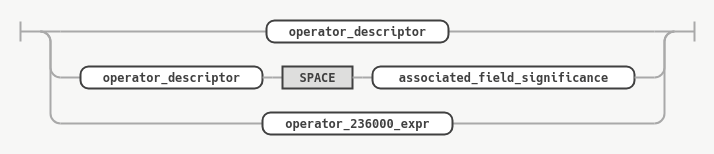 operator_descriptor
operator_descriptor SPACE associated_field_significance
operator_236000_expr